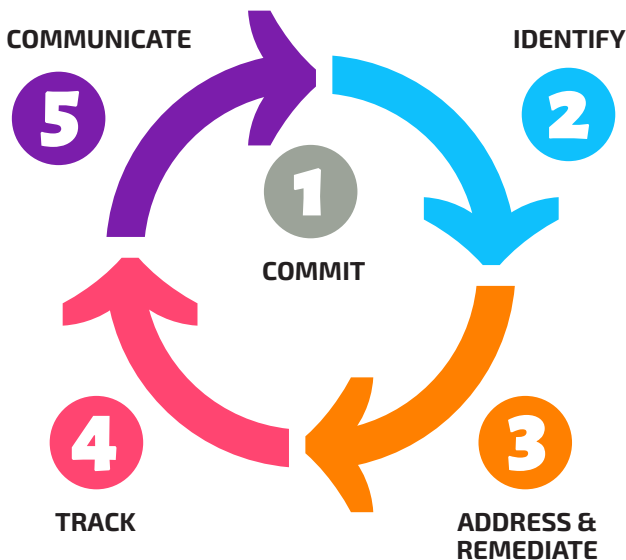 COMMUNICATE
5
IDENTIFY
2
1
COMMIT
4
TRACK
3
ADDRESS &
REMEDIATE